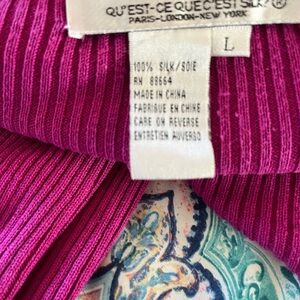 QU'EST-CE QUE C'EST SILK?
PARIS-LONDON-NEW YORK
L
100% SILK/SOIE
RN 88664
MADE IN CHINA
FABRIQUE EN CHINE
CARE ON REVERSE
ENTRETIEN AUVERSO